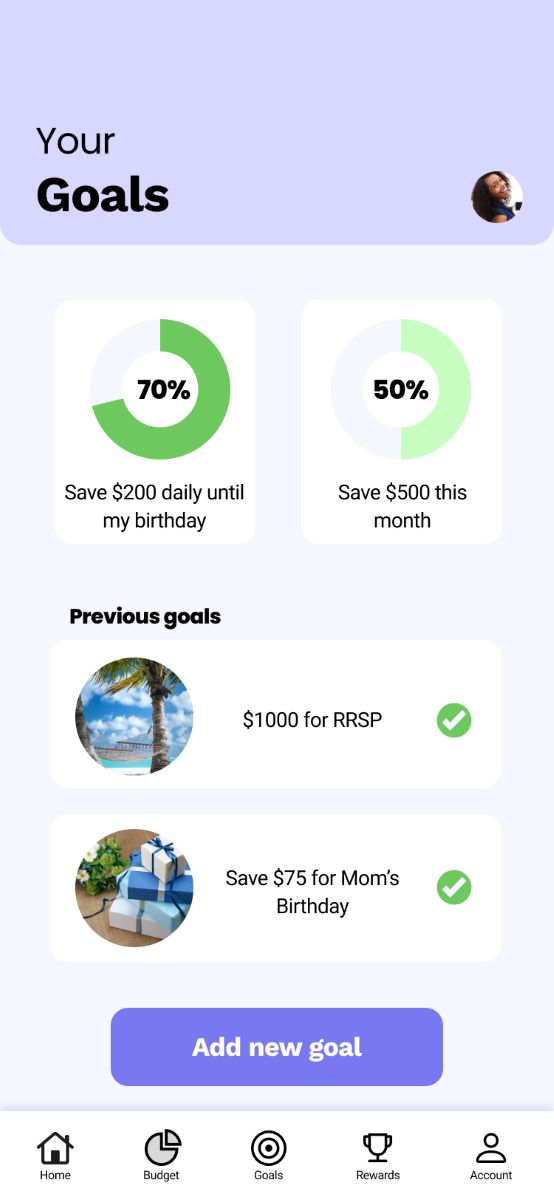 Your
Goals
70%
50%
Save $200 daily until
my birthday
Save $500 this
month
Previous goals
$1000 for RRSP
Save $75 for Mom’s
Birthday
Add new goal
Home
Budget
Goals
Rewards
Account